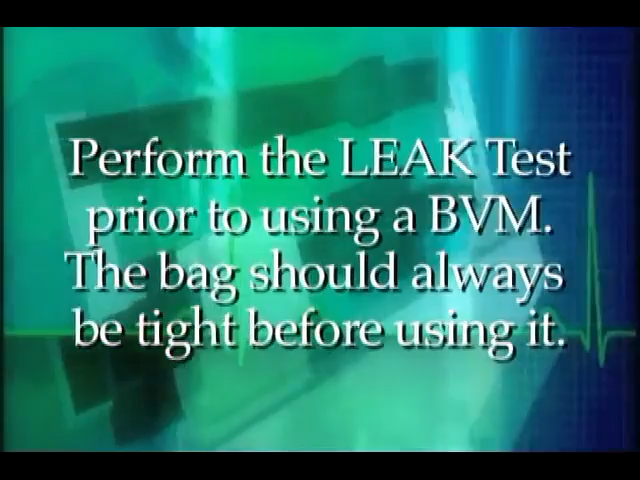 Perform the LEAK Test
prior to using a BVM.
The bag should always
be tight before using it.